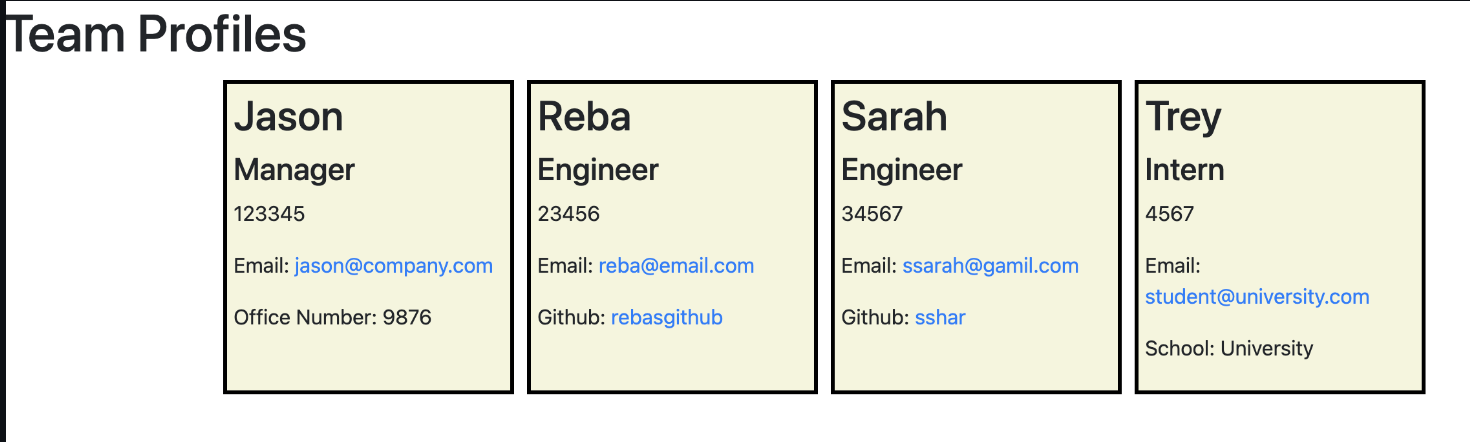 Team Profiles
Jason
Manager
123345
Email: jason@company.com
Office Number: 9876
Reba
Engineer
23456
Email: reba@email.com
Github: rebasgithub
Sarah
Engineer
34567
Email: ssarah@gamil.com
Github: sshar
Trey
Intern
4567
Email:
student@university.com
School: University